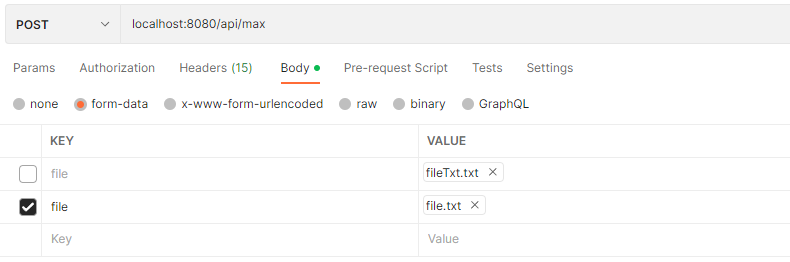 POST localhost:8080/api/max
Params Authorization Headers (15) Body Pre-request Script Tests Settings
none form-data x-www-form-urlencoded raw binary GraphQL
KEY VALUE
file fileTxt.txt
file file.txt
Key Value